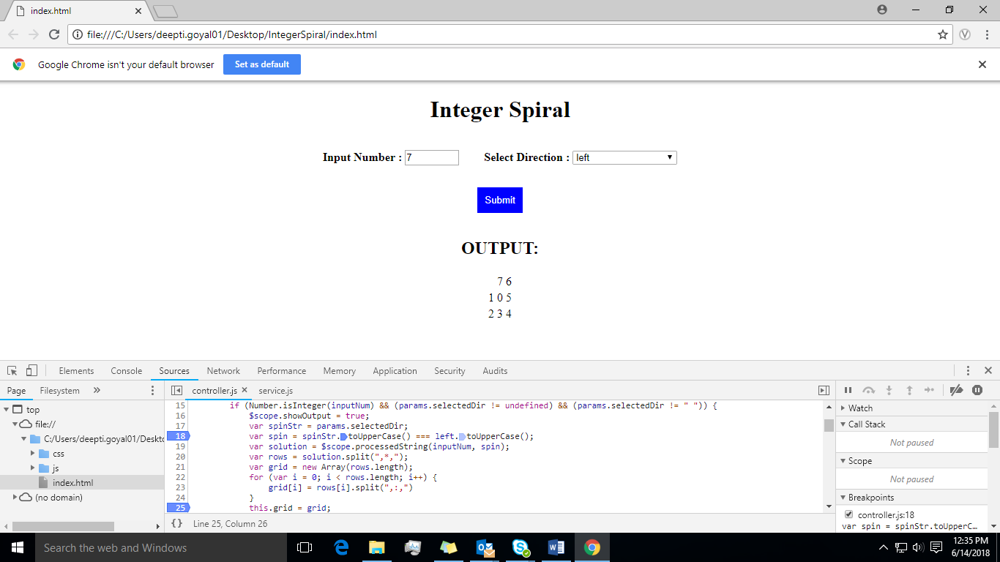 index.html
file:///C:/Users/deepti.goyal01/Desktop/IntegerSpiral/index.html
Google Chrome isn't your default browser
Set as default
Integer Spiral
Input Number : 7 Select Direction : left
Submit
OUTPUT:
7 6
1 0 5
2 3 4
Elements Console Sources Network Performance Memory Application Security Audits
Page Filesystem »
controller.js service.js
top
file://
C:/Users/deepti.goyal01/Deskto
css
js
index.html
(no domain)
15 if (Number.isInteger(inputNum) && (params.selectedDir != undefined) && (params.selectedDir != " ")) {
16 $scope.showOutput = true;
17 var spinStr = params.selectedDir;
18 var spin = spinStr.toUpperCase() === left.toUpperCase();
19 var solution = $scope.processedString(inputNum, spin);
20 var rows = solution.split(",*,");
21 var grid = new Array(rows.length);
22 for (var i = 0; i < rows.length; i++) {
23 grid[i] = rows[i].split(",:,")
24 }
25 this.grid = grid;
{} Line 25, Column 26
Watch
Call Stack
Not paused
Scope
Not paused
Breakpoints
controller.js:18
var spin = spinStr.toUpperC…
Search the web and Windows
12:35 PM
6/14/2018